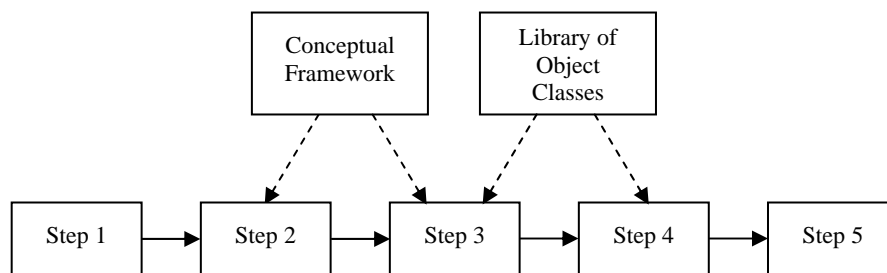 Conceptual
Framework
Library of
Object
Classes
Step 1
Step 2
Step 3
Step 4
Step 5